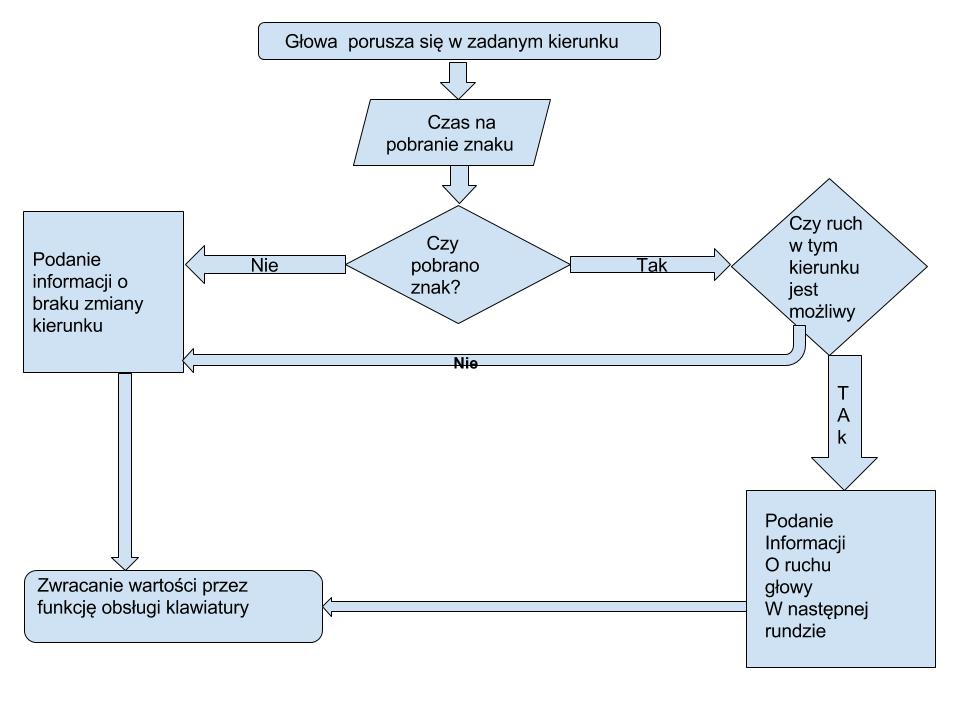 Głowa porusza się w zadanym kierunku
Czas na
pobranie znaku
Czy
pobrano
znak?
Nie
Tak
Czy ruch
w tym
kierunku
jest
możliwy
Podanie
informacji o
braku zmiany
kierunku
Nie
T
A
k
Podanie
Informacji
O ruchu
głowy
W następnej
rundzie
Zwracanie wartości przez
funkcję obsługi klawiatury